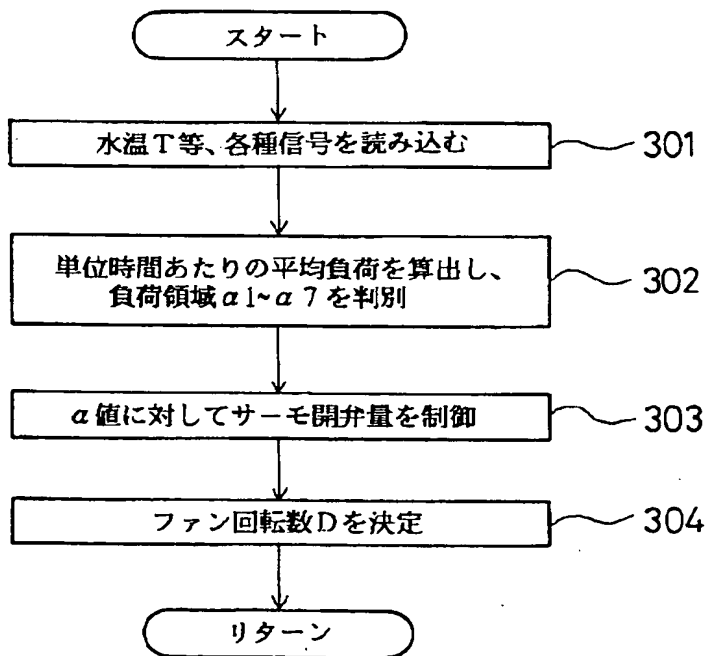 スタート
水温T等、各種信号を読み込む
301
単位時間あたりの平均負荷を算出し、
負荷領域α1~α7を判別
302
α値に対してサーモ開弁量を制御
303
ファン回転数Dを決定
304
リターン